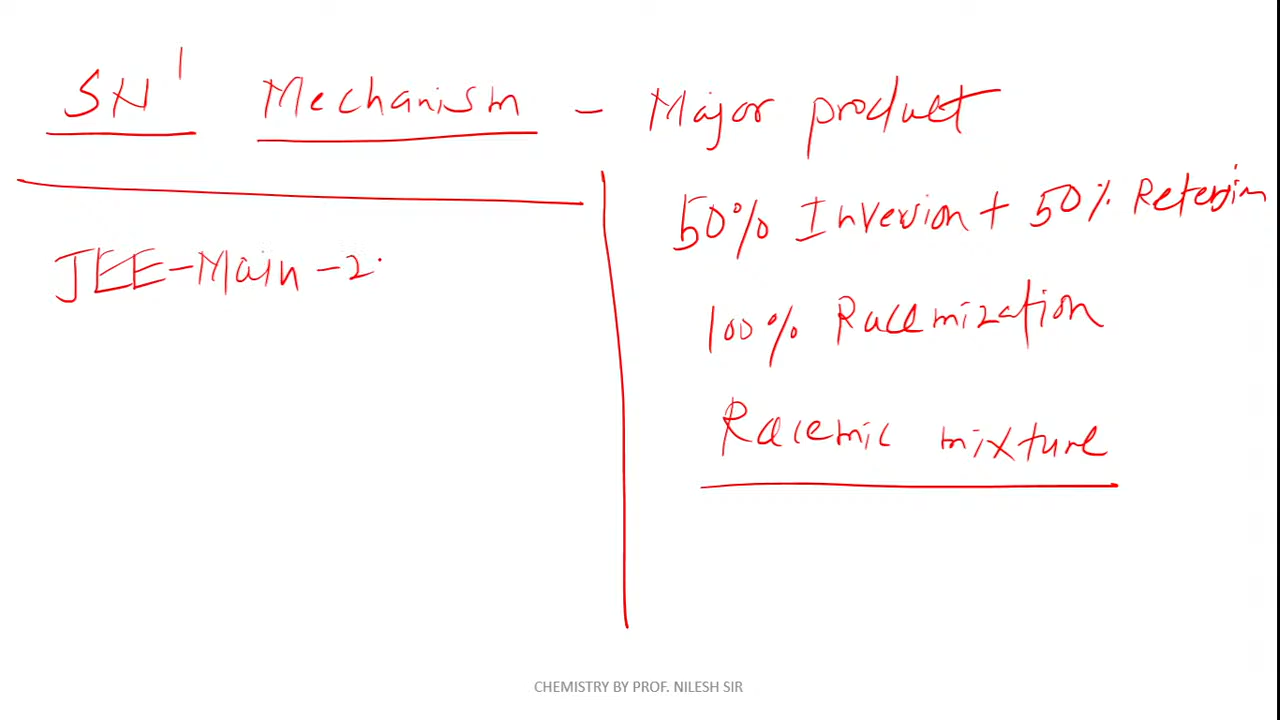 SN1 Mechanism - Major product
50% Inversion + 50% Retension
100% Racemization
Racemic mixture
JEE-Main-2
CHEMISTRY BY PROF. NILESH SIR